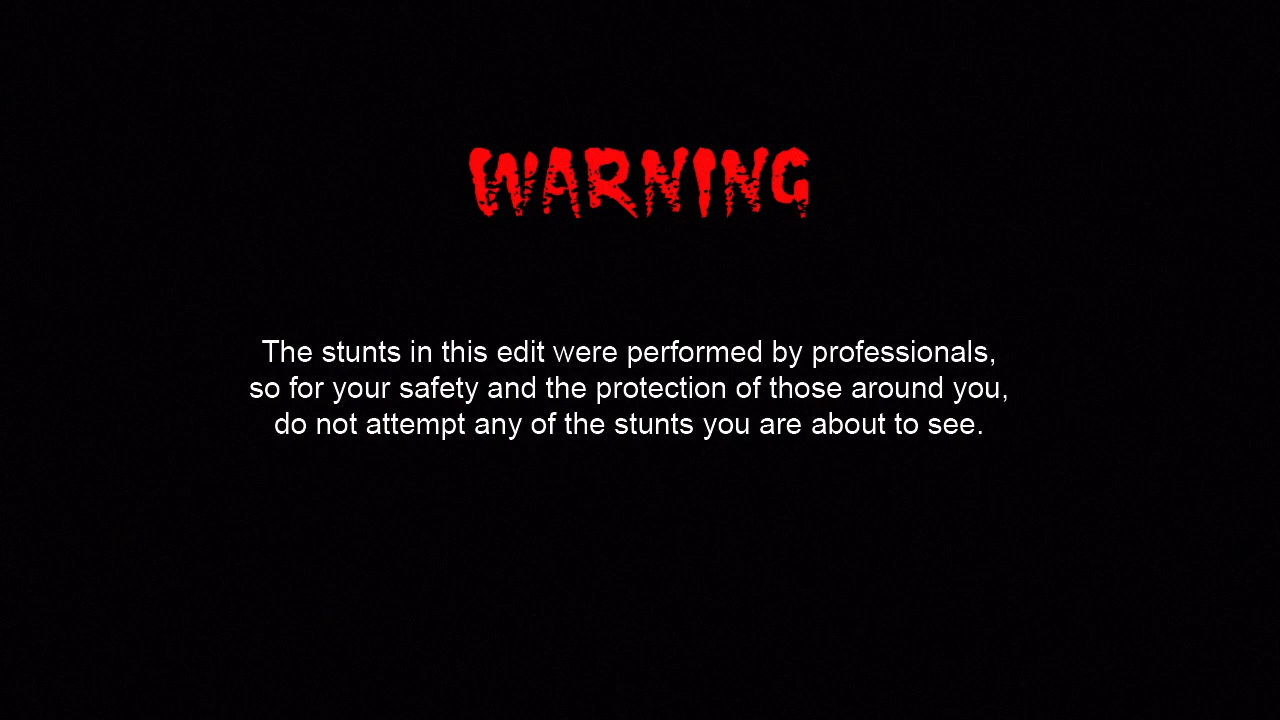 WARNING
The stunts in this edit were performed by professionals,
so for your safety and the protection of those around you,
do not attempt any of the stunts you are about to see.